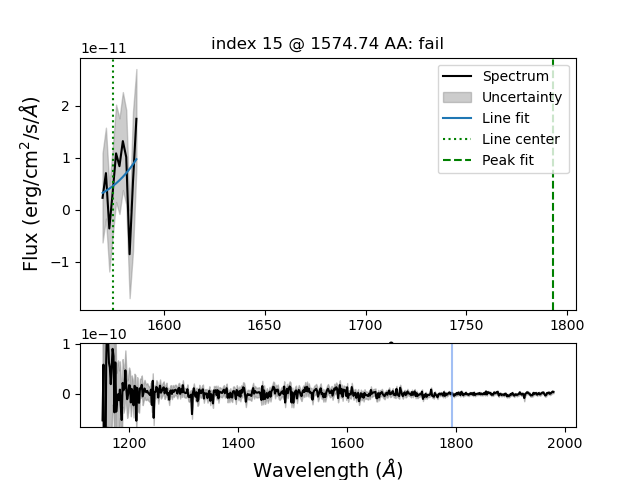 index 15 @ 1574.74 AA: fail
1e−11
Flux (erg/cm²/s/Å)
2
1
0
−1
Spectrum
Uncertainty
Line fit
Line center
Peak fit
1600
1650
1700
1750
1800
1e−10
1
0
1200
1400
1600
1800
2000
Wavelength (Å)